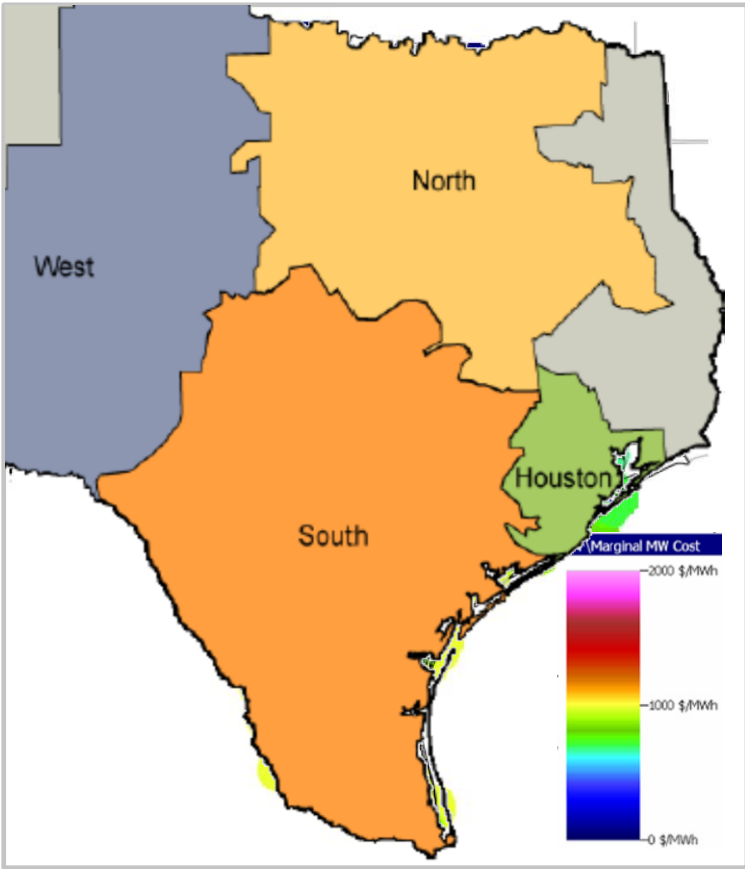 North
West
Houston
South
\Marginal MW Cost
2000 $/MWh
1000 $/MWh
0 $/MWh